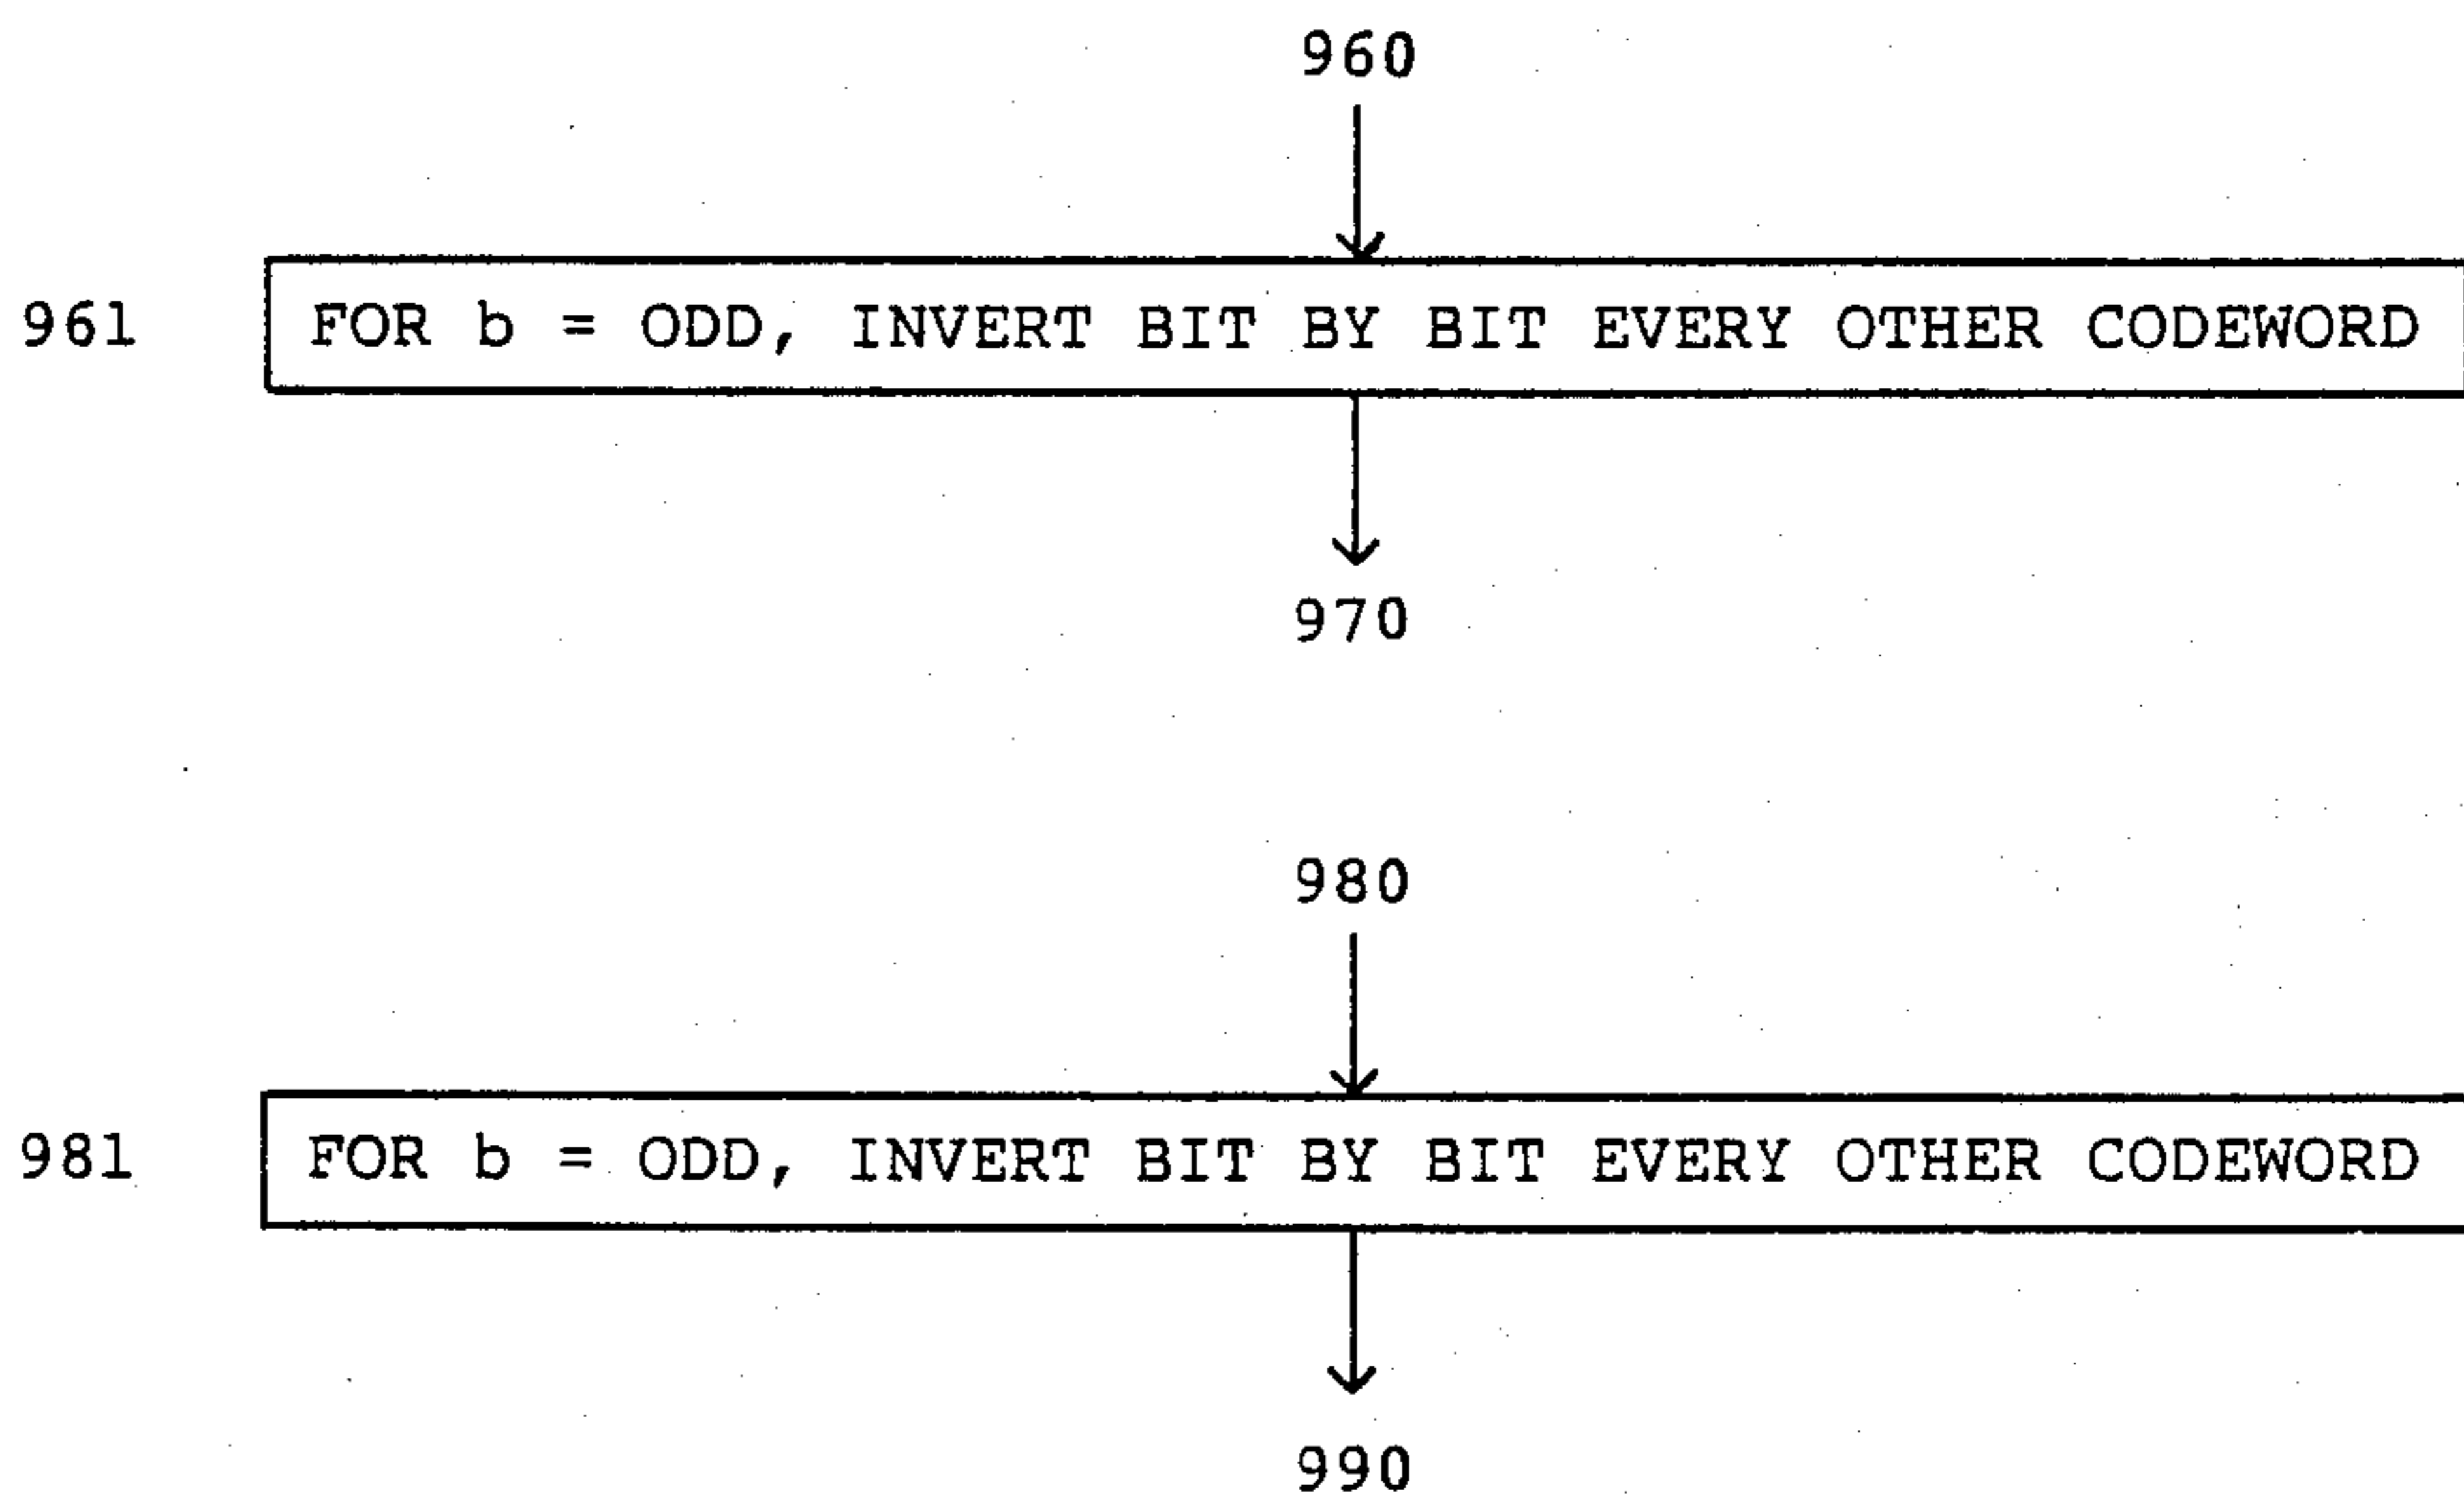 960
961 FOR b = ODD, INVERT BIT BY BIT EVERY OTHER CODEWORD
970
980
981 FOR b = ODD, INVERT BIT BY BIT EVERY OTHER CODEWORD
990